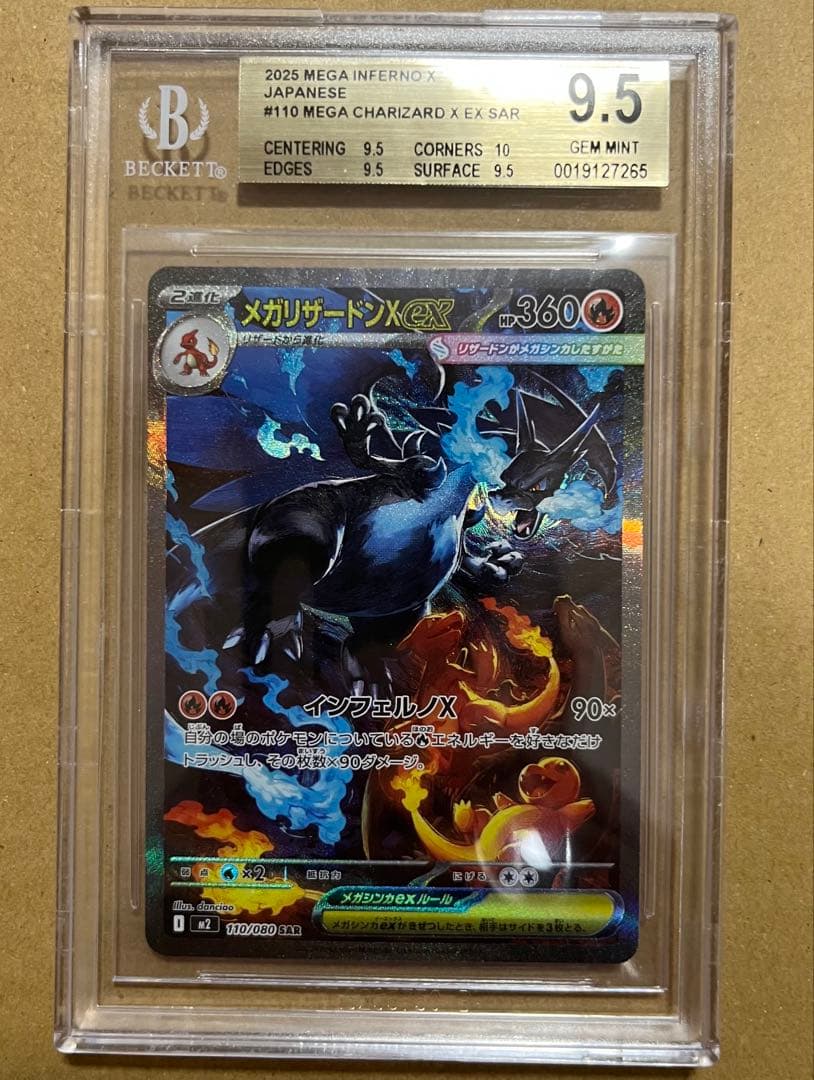 2025 MEGA INFERNO X
JAPANESE
#110 MEGA CHARIZARD X EX SAR
9.5
CENTERING 9.5 CORNERS 10 GEM MINT
EDGES 9.5 SURFACE 9.5 0019127265
B
BECKETT®
2進化
メガリザードンXex
HP360
リザードから進化
リザードンがメガシンカしたすがた
インフェルノX 90×
自分の場のポケモンについているエネルギーを好きなだけ
トラッシュし、その枚数×90ダメージ。
弱点 ×2 抵抗力 にげる
メガシンカexルール
メガシンカexがきぜつしたとき、相手はサイドを3枚とる。
Illus. danciao
I M2 110/080 SAR